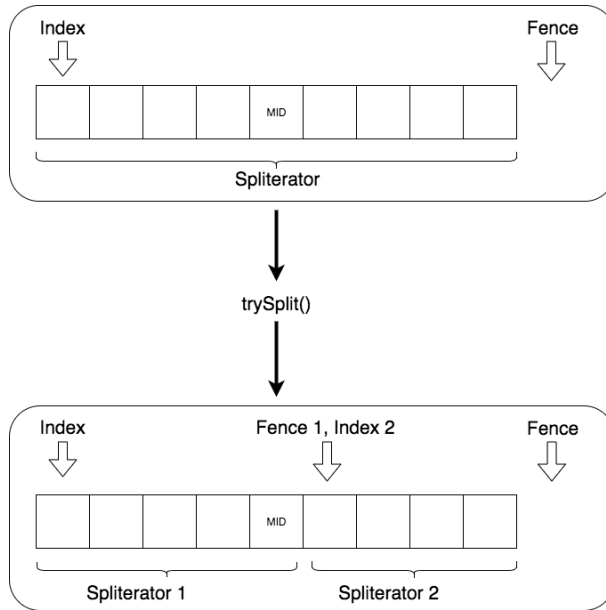 Index
Fence
MID
Spliterator
trySplit()
Index
Fence 1, Index 2
Fence
MID
Spliterator 1
Spliterator 2